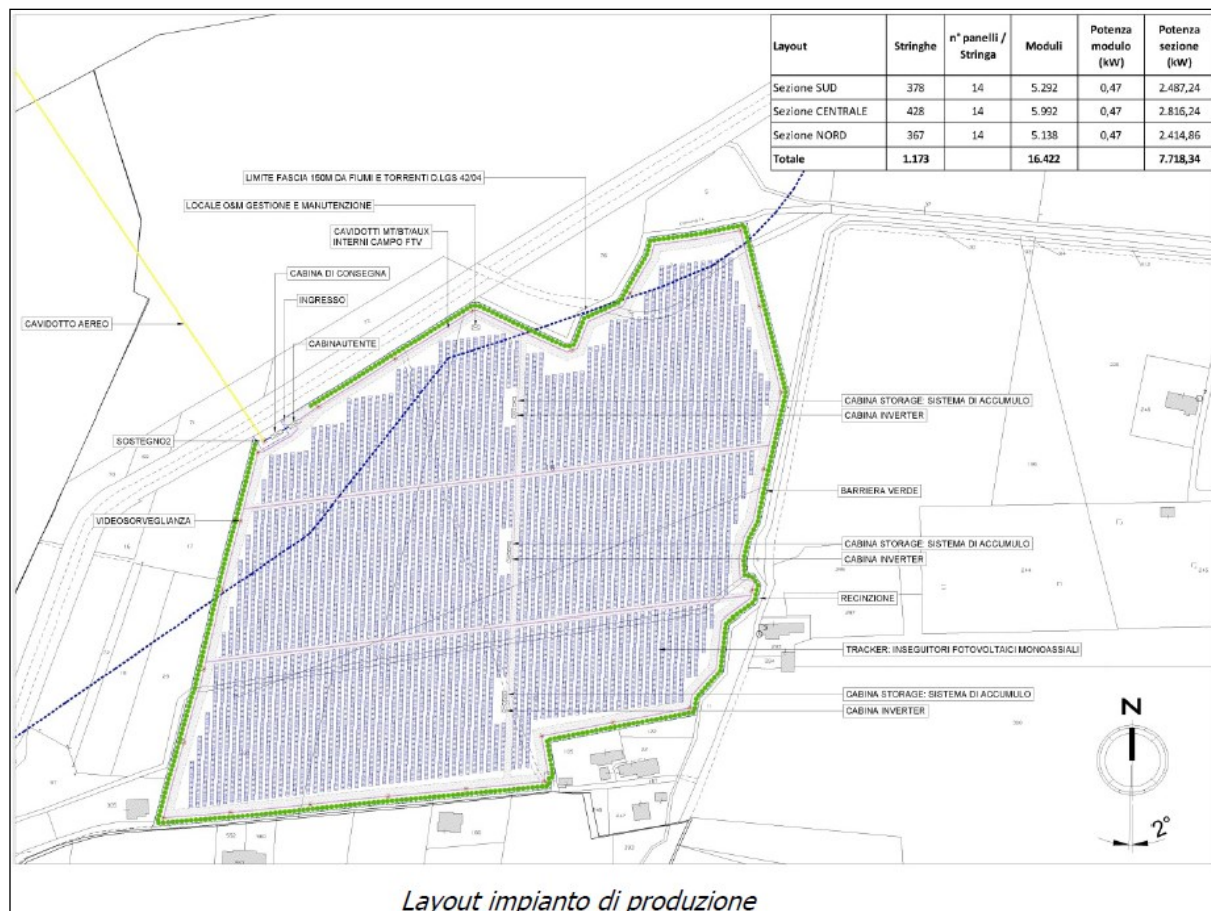 Layout Stringhe n° panelli / Stringa Moduli Potenza modulo (kW) Potenza sezione (kW)
Sezione SUD 378 14 5.292 0,47 2.487,24
Sezione CENTRALE 428 14 5.992 0,47 2.816,24
Sezione NORD 367 14 5.138 0,47 2.414,86
Totale 1.173 16.422 7.718,34
LIMITE FASCIA 150M DA FIUMI E TORRENTI D.LGS 42/04
LOCALE O&M GESTIONE E MANUTENZIONE
CAVIDOTTI MT/BT/AUX
INTERNI CAMPO FTV
CABINA DI CONSEGNA
INGRESSO
CAVIDOTTO AEREO
CABINAUTENTE
SOSTEGNO2
VIDEOSORVEGLIANZA
CABINA STORAGE: SISTEMA DI ACCUMULO
CABINA INVERTER
BARRIERA VERDE
CABINA STORAGE: SISTEMA DI ACCUMULO
CABINA INVERTER
RECINZIONE
TRACKER: INSEGUITORI FOTOVOLTAICI MONOASSIALI
CABINA STORAGE: SISTEMA DI ACCUMULO
CABINA INVERTER
N
2°
Layout impianto di produzione